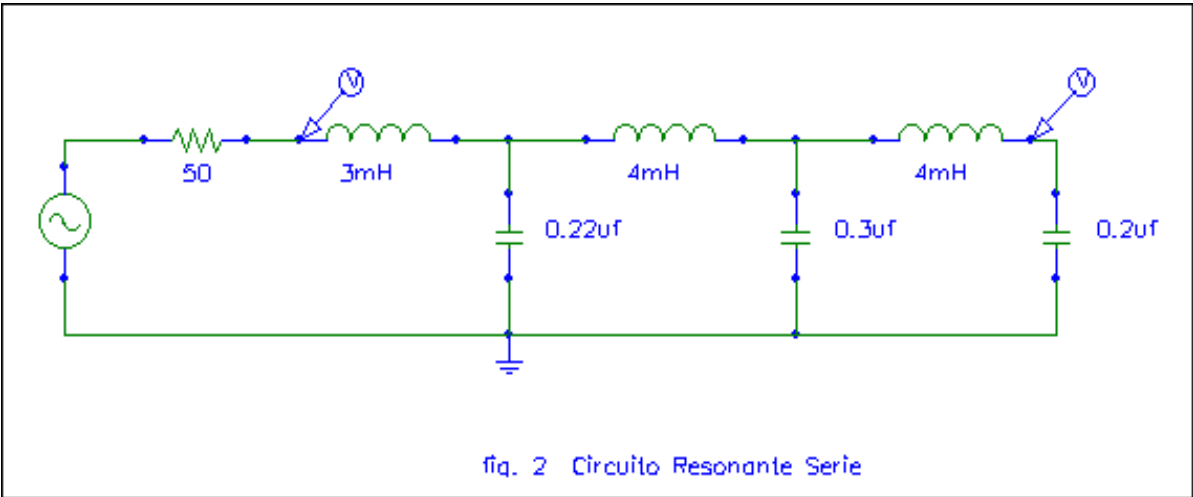 V V
50 3mH 4mH 4mH
0.22uf 0.3uf 0.2uf
fig. 2 Circuito Resonante Serie